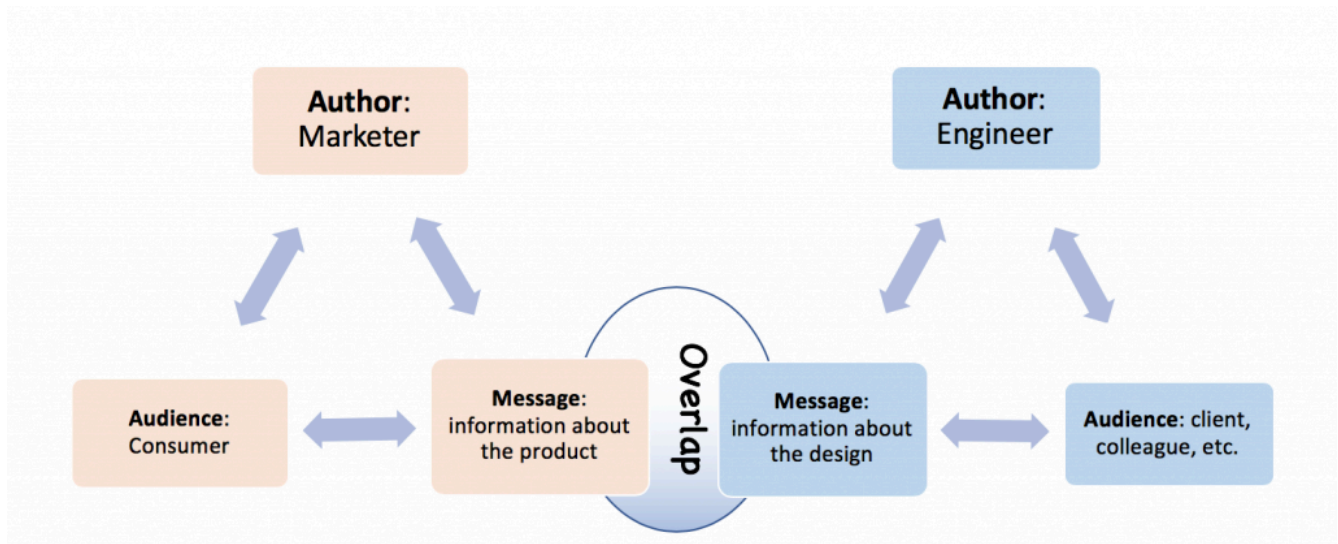 Author:
Marketer
Author:
Engineer
Audience:
Consumer
Message:
information about
the product
Overlap
Message:
information about
the design
Audience: client,
colleague, etc.